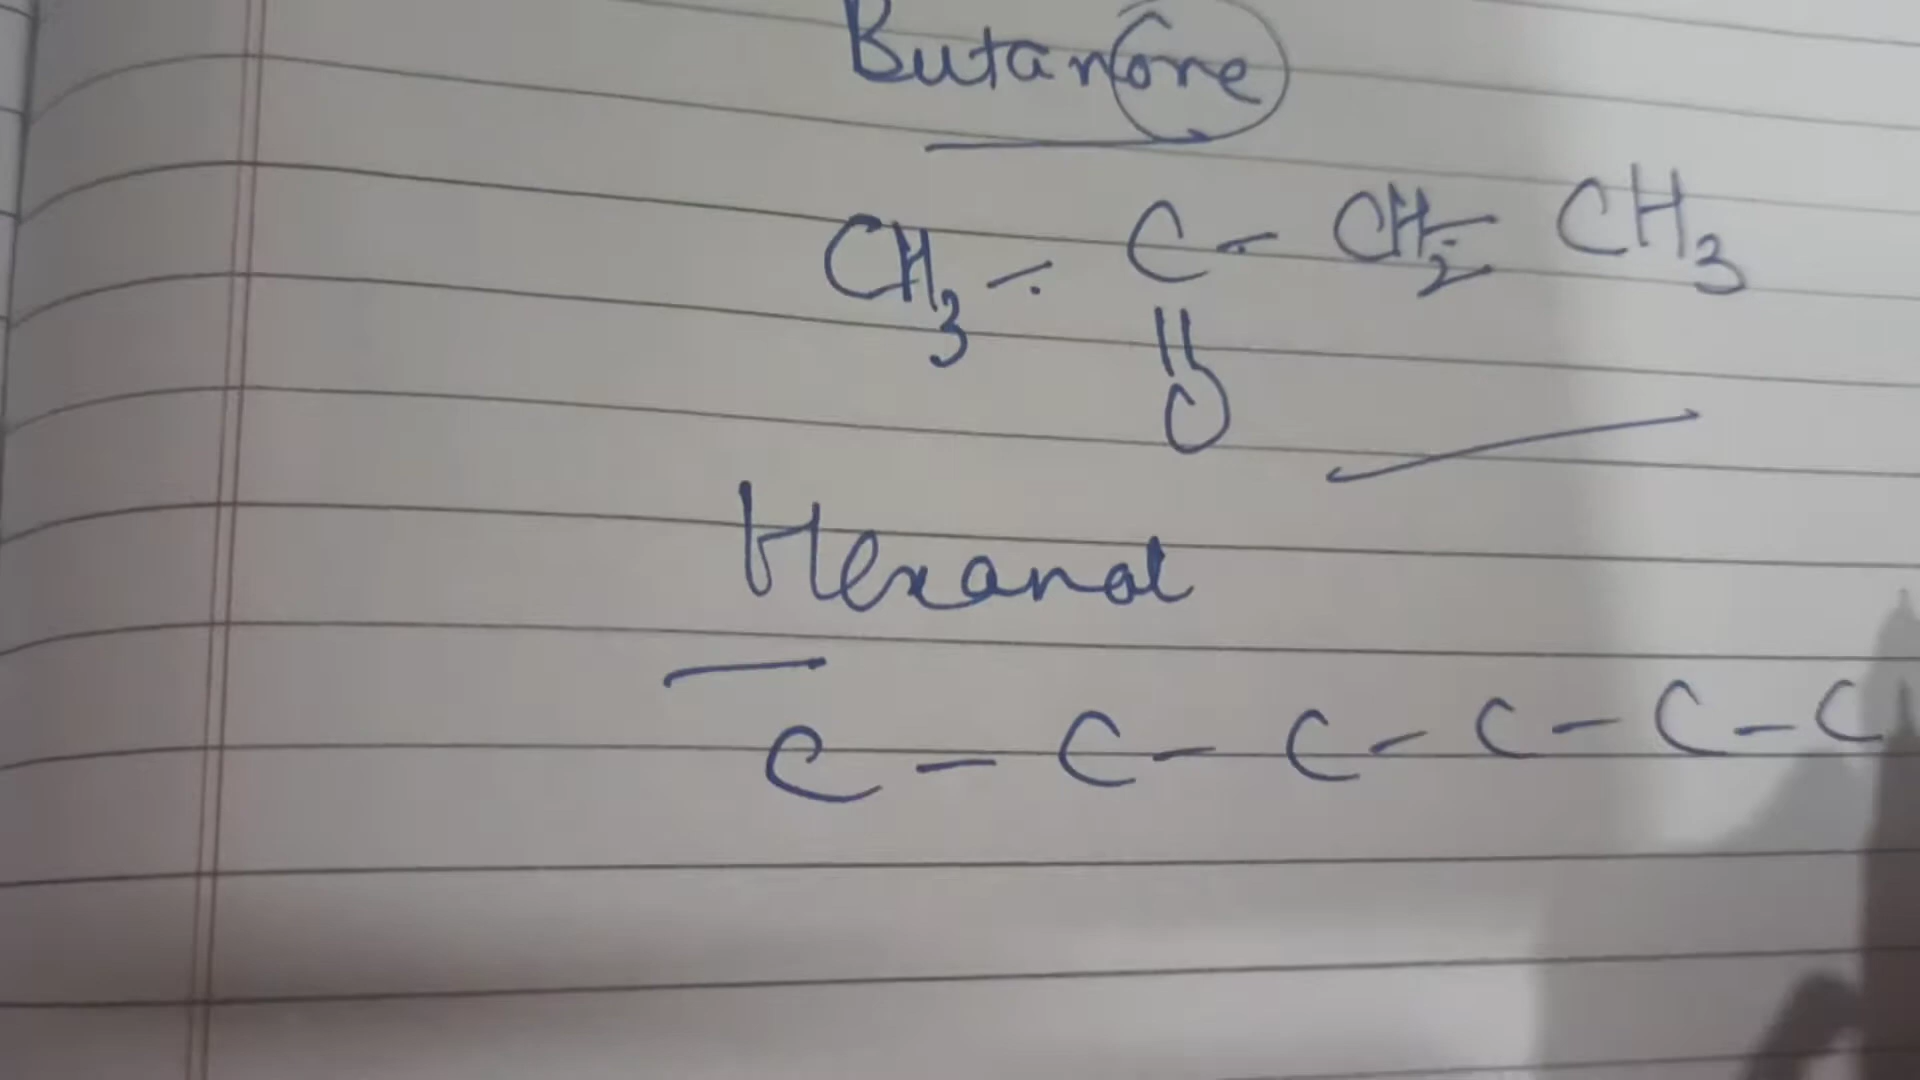 Butanone
CH3 - C - CH2 - CH3
||
O
Hexanal
C - C - C - C - C - C